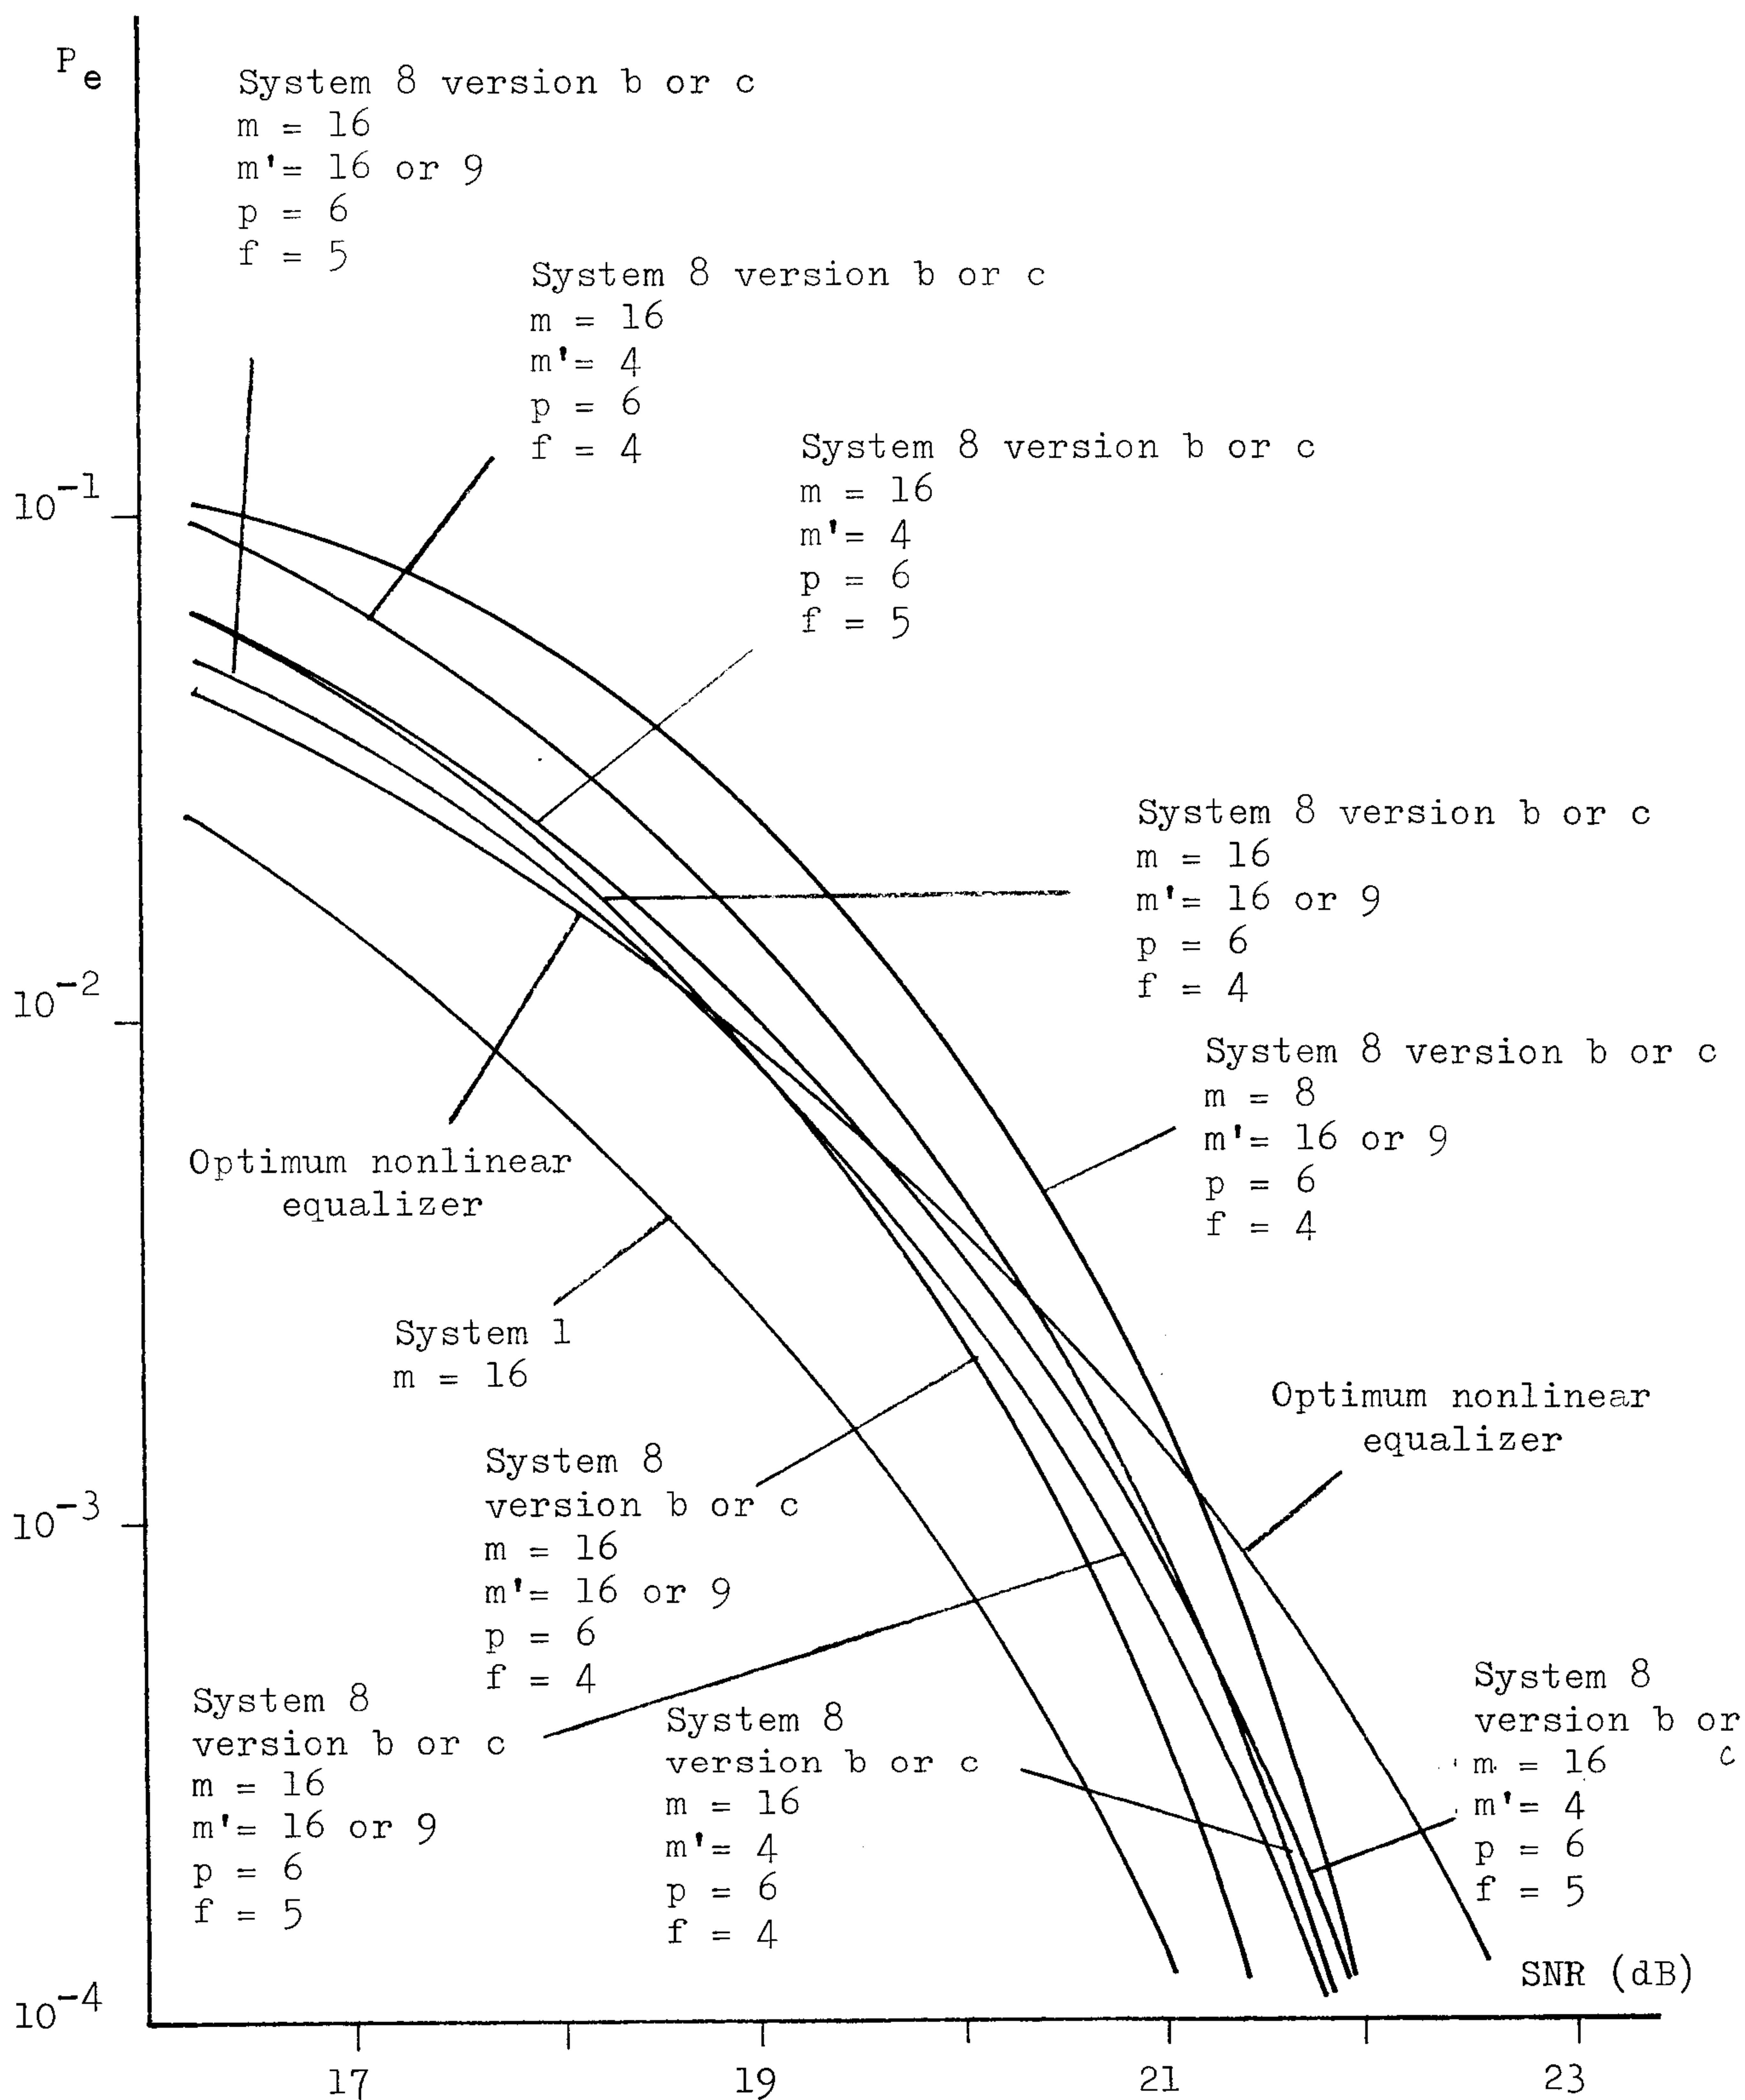 Pe
System 8 version b or c
m = 16
m'= 16 or 9
p = 6
f = 5
System 8 version b or c
m = 16
m'= 4
p = 6
f = 4
System 8 version b or c
m = 16
m'= 4
p = 6
f = 5
10-1
System 8 version b or c
m = 16
m'= 16 or 9
p = 6
f = 4
10-2
System 8 version b or c
m = 8
m'= 16 or 9
p = 6
f = 4
Optimum nonlinear
equalizer
System 1
m = 16
Optimum nonlinear
equalizer
System 8
version b or c
m = 16
m'= 16 or 9
p = 6
f = 4
10-3
System 8
version b or c
m = 16
m'= 16 or 9
p = 6
f = 5
System 8
version b or c
m = 16
m'= 4
p = 6
f = 4
System 8
version b or
c
m = 16
m'= 4
p = 6
f = 5
SNR (dB)
10-4
17
19
21
23